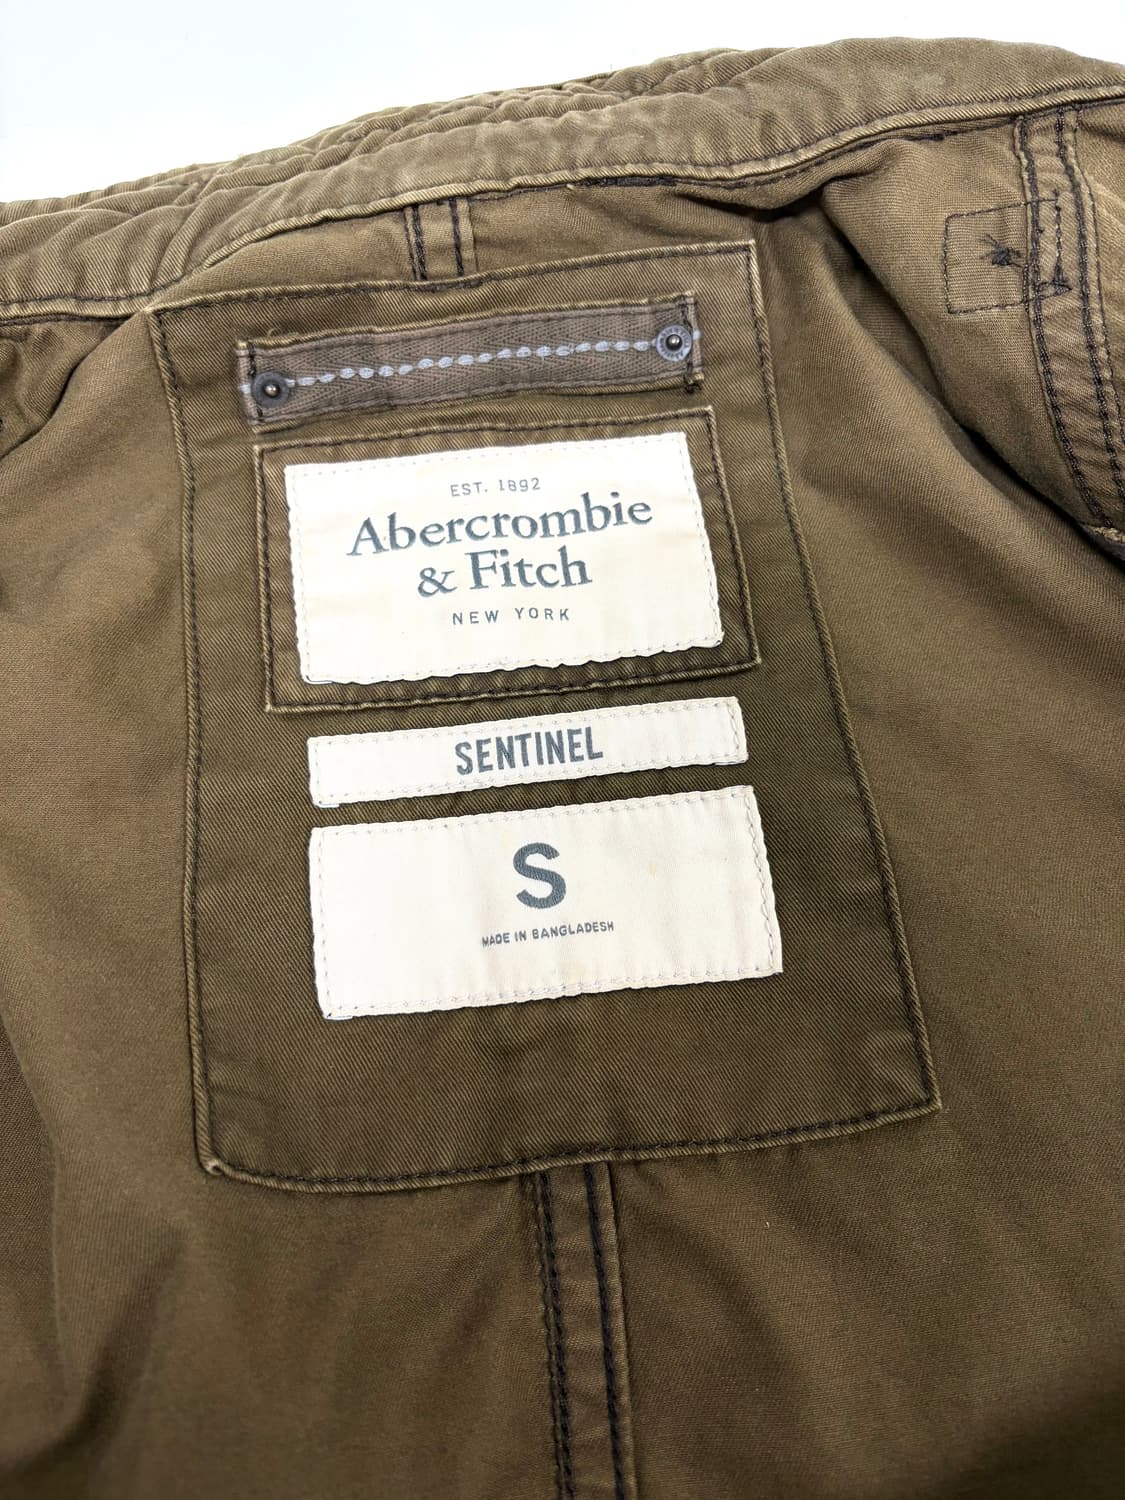 EST. 1892
Abercrombie
& Fitch
NEW YORK
SENTINEL
S
MADE IN BANGLADESH